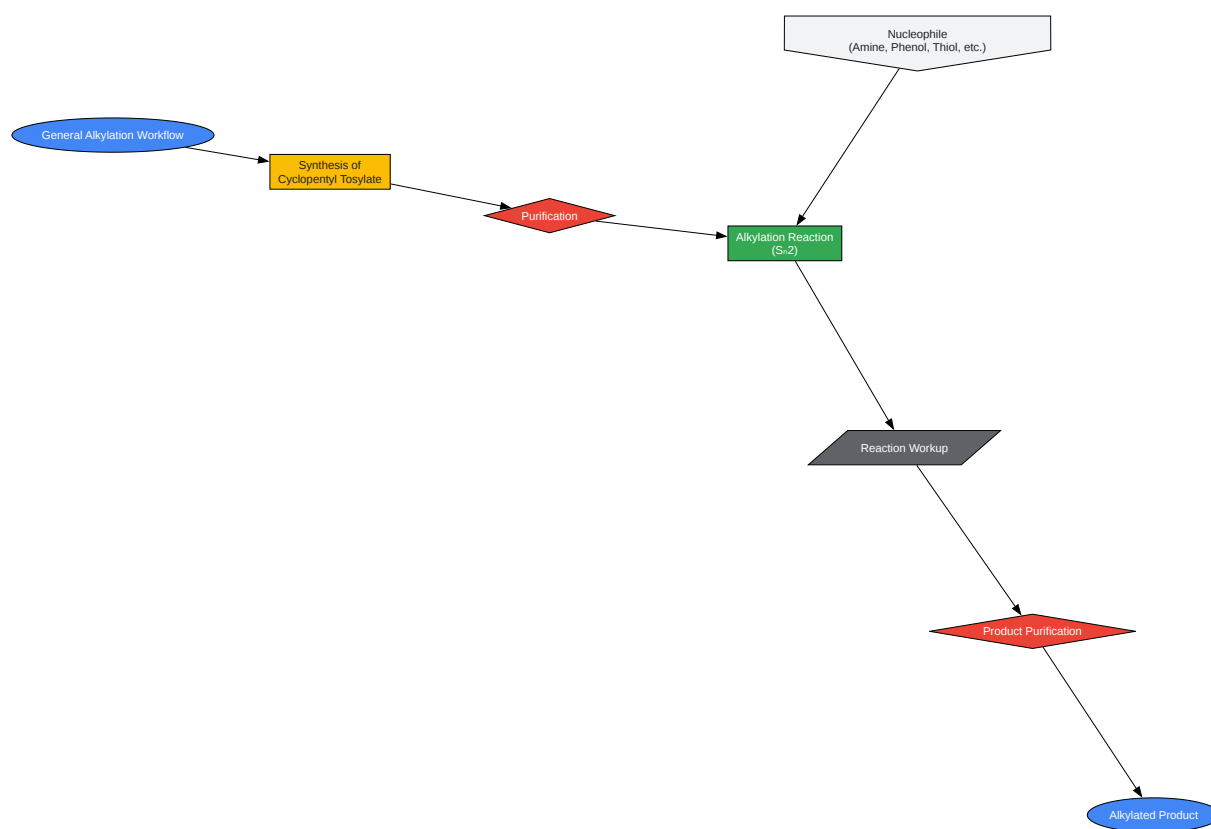 Nucleophile
(Amine, Phenol, Thiol, etc.)
General Alkylation Workflow
Synthesis of
Cyclopentyl Tosylate
Purification
Alkylation Reaction
(Sₙ2)
Reaction Workup
Product Purification
Alkylated Product